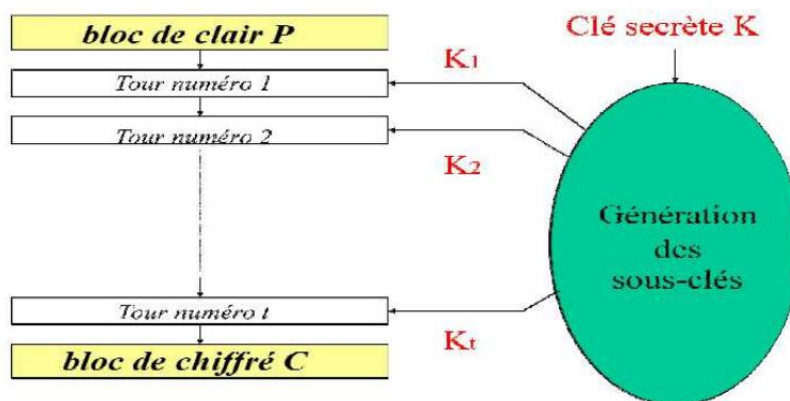 bloc de clair P
Clé secrète K
Tour numéro 1
K1
Tour numéro 2
K2
Génération
des
sous-clés
Tour numéro t
Kt
bloc de chiffré C